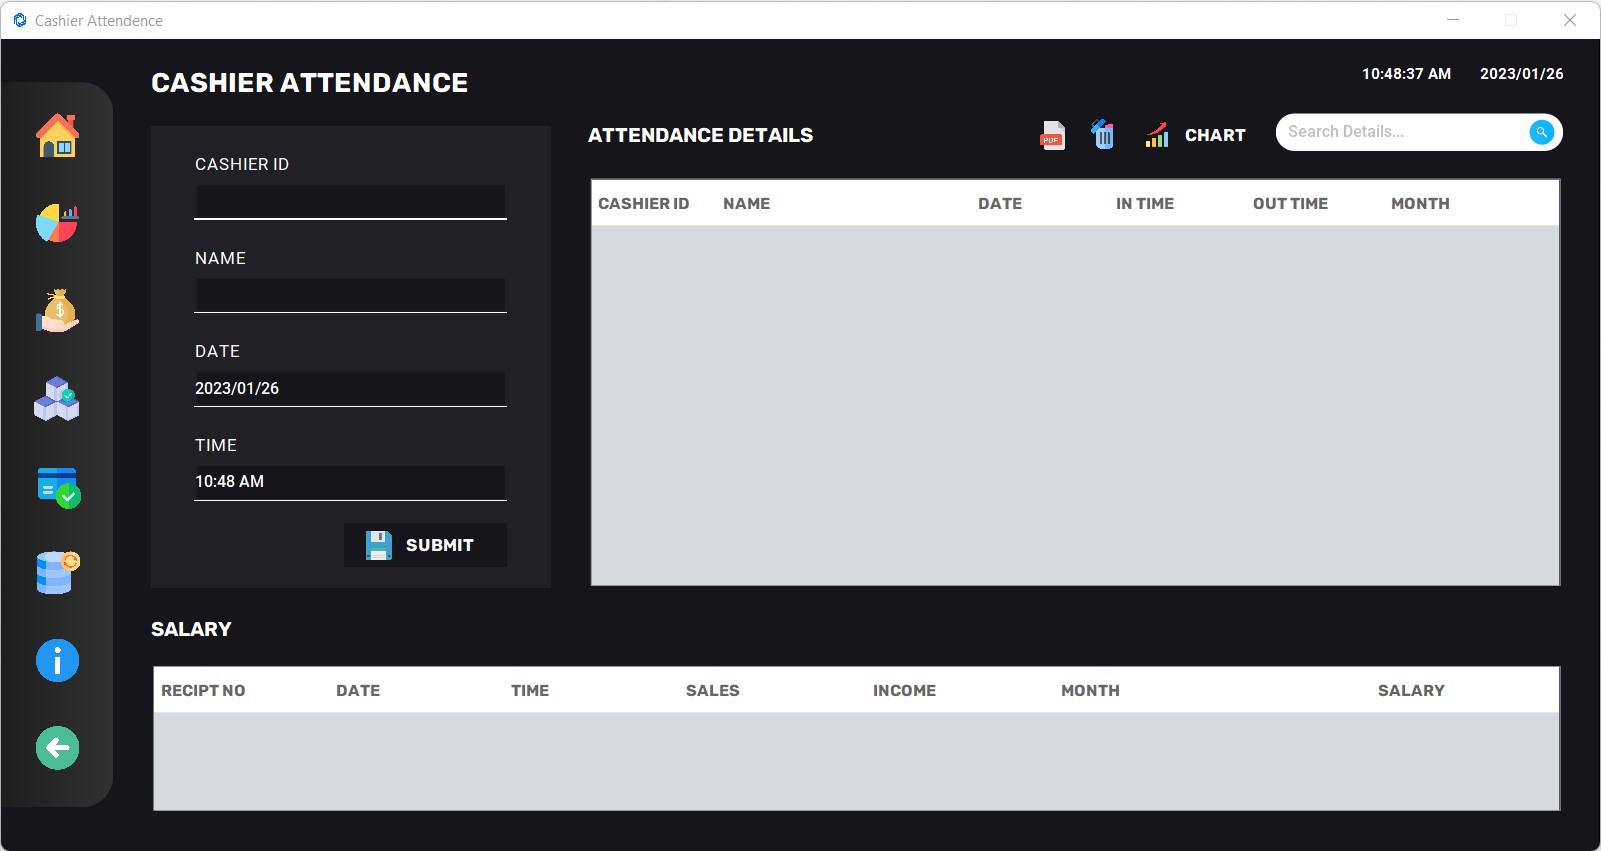 Cashier Attendence
CASHIER ATTENDANCE
10:48:37 AM 2023/01/26
CASHIER ID
NAME
DATE
2023/01/26
TIME
10:48 AM
SUBMIT
ATTENDANCE DETAILS
PDF
CHART
Search Details...
CASHIER ID NAME DATE IN TIME OUT TIME MONTH
SALARY
RECIPT NO DATE TIME SALES INCOME MONTH SALARY